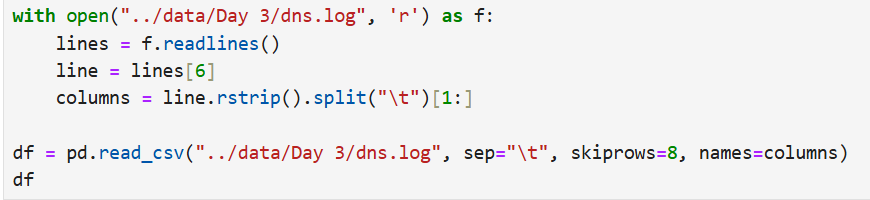 with open("../data/Day 3/dns.log", 'r') as f:
    lines = f.readlines()
    line = lines[6]
    columns = line.rstrip().split("\t")[1:]
df = pd.read_csv("../data/Day 3/dns.log", sep="\t", skiprows=8, names=columns)
df